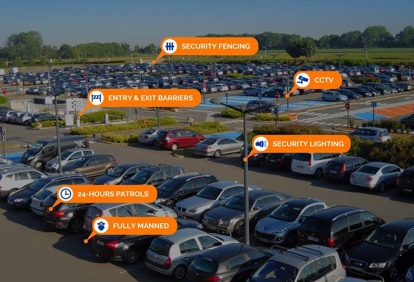 SECURITY FENCING
CCTV
ENTRY & EXIT BARRIERS
SECURITY LIGHTING
24-HOURS PATROLS
FULLY MANNED